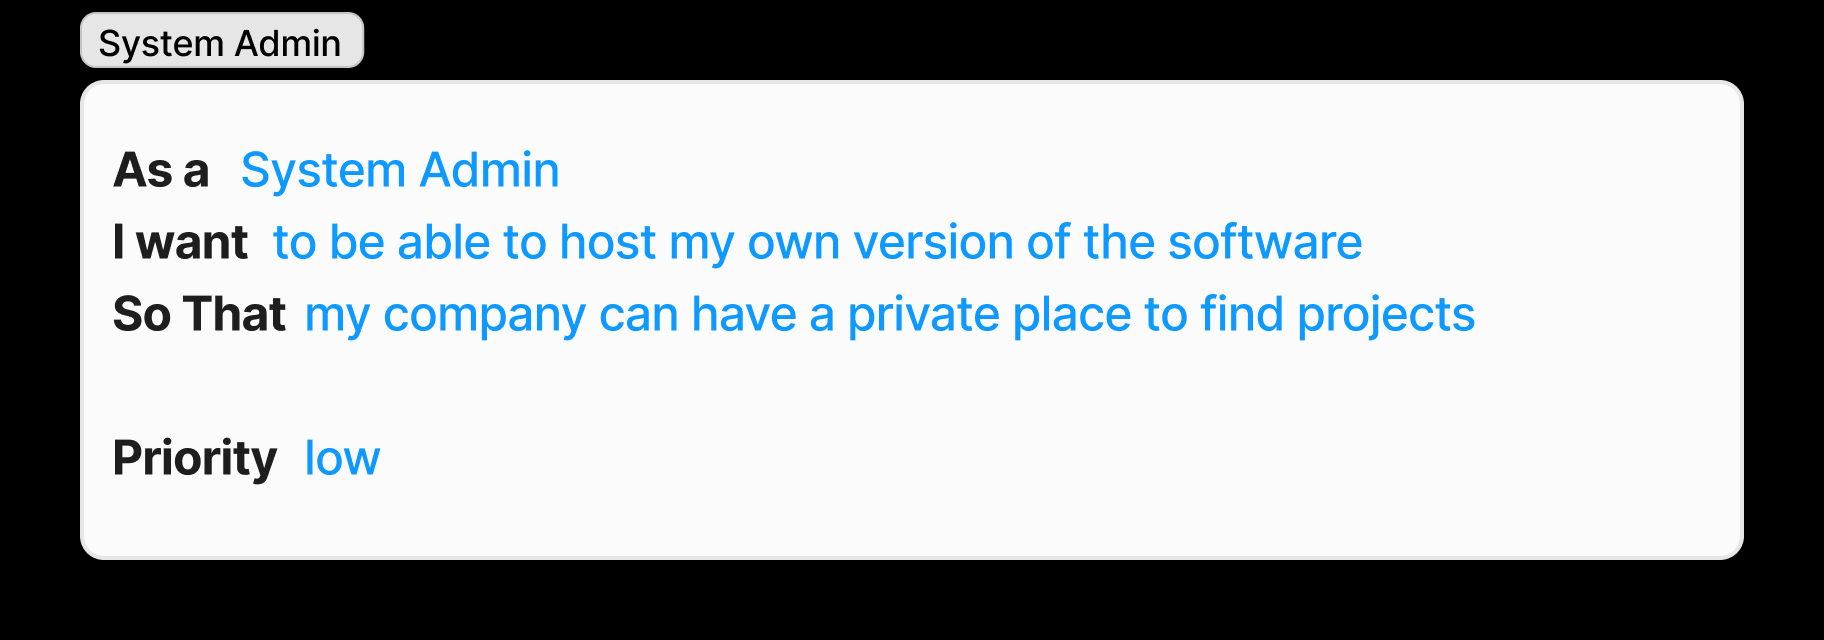 System Admin
As a System Admin
I want to be able to host my own version of the software
So That my company can have a private place to find projects
Priority low